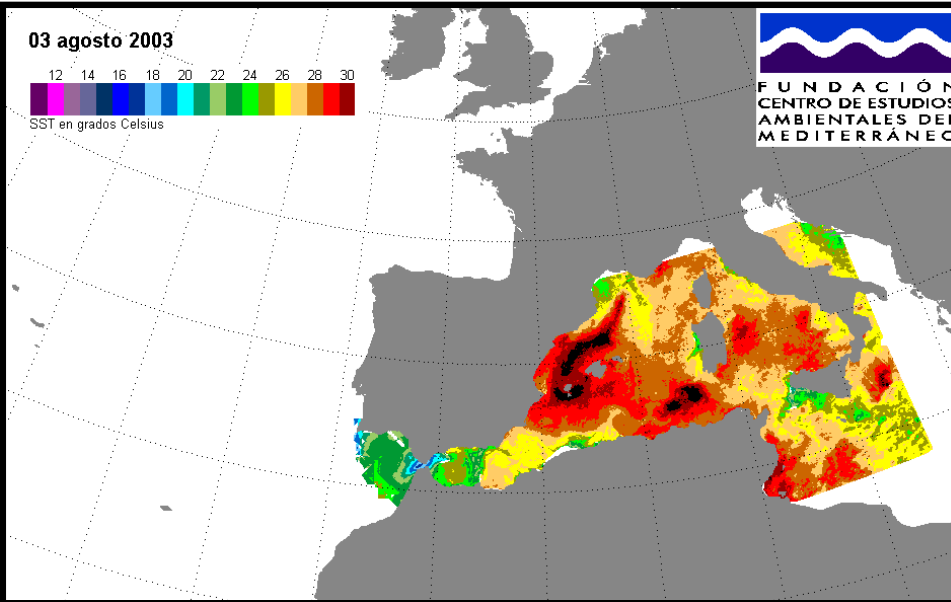 03 agosto 2003
12 14 16 18 20 22 24 26 28 30
SST en grados Celsius
FUNDACIÓN
CENTRO DE ESTUDIOS
AMBIENTALES DEL
MEDITERRÁNEO